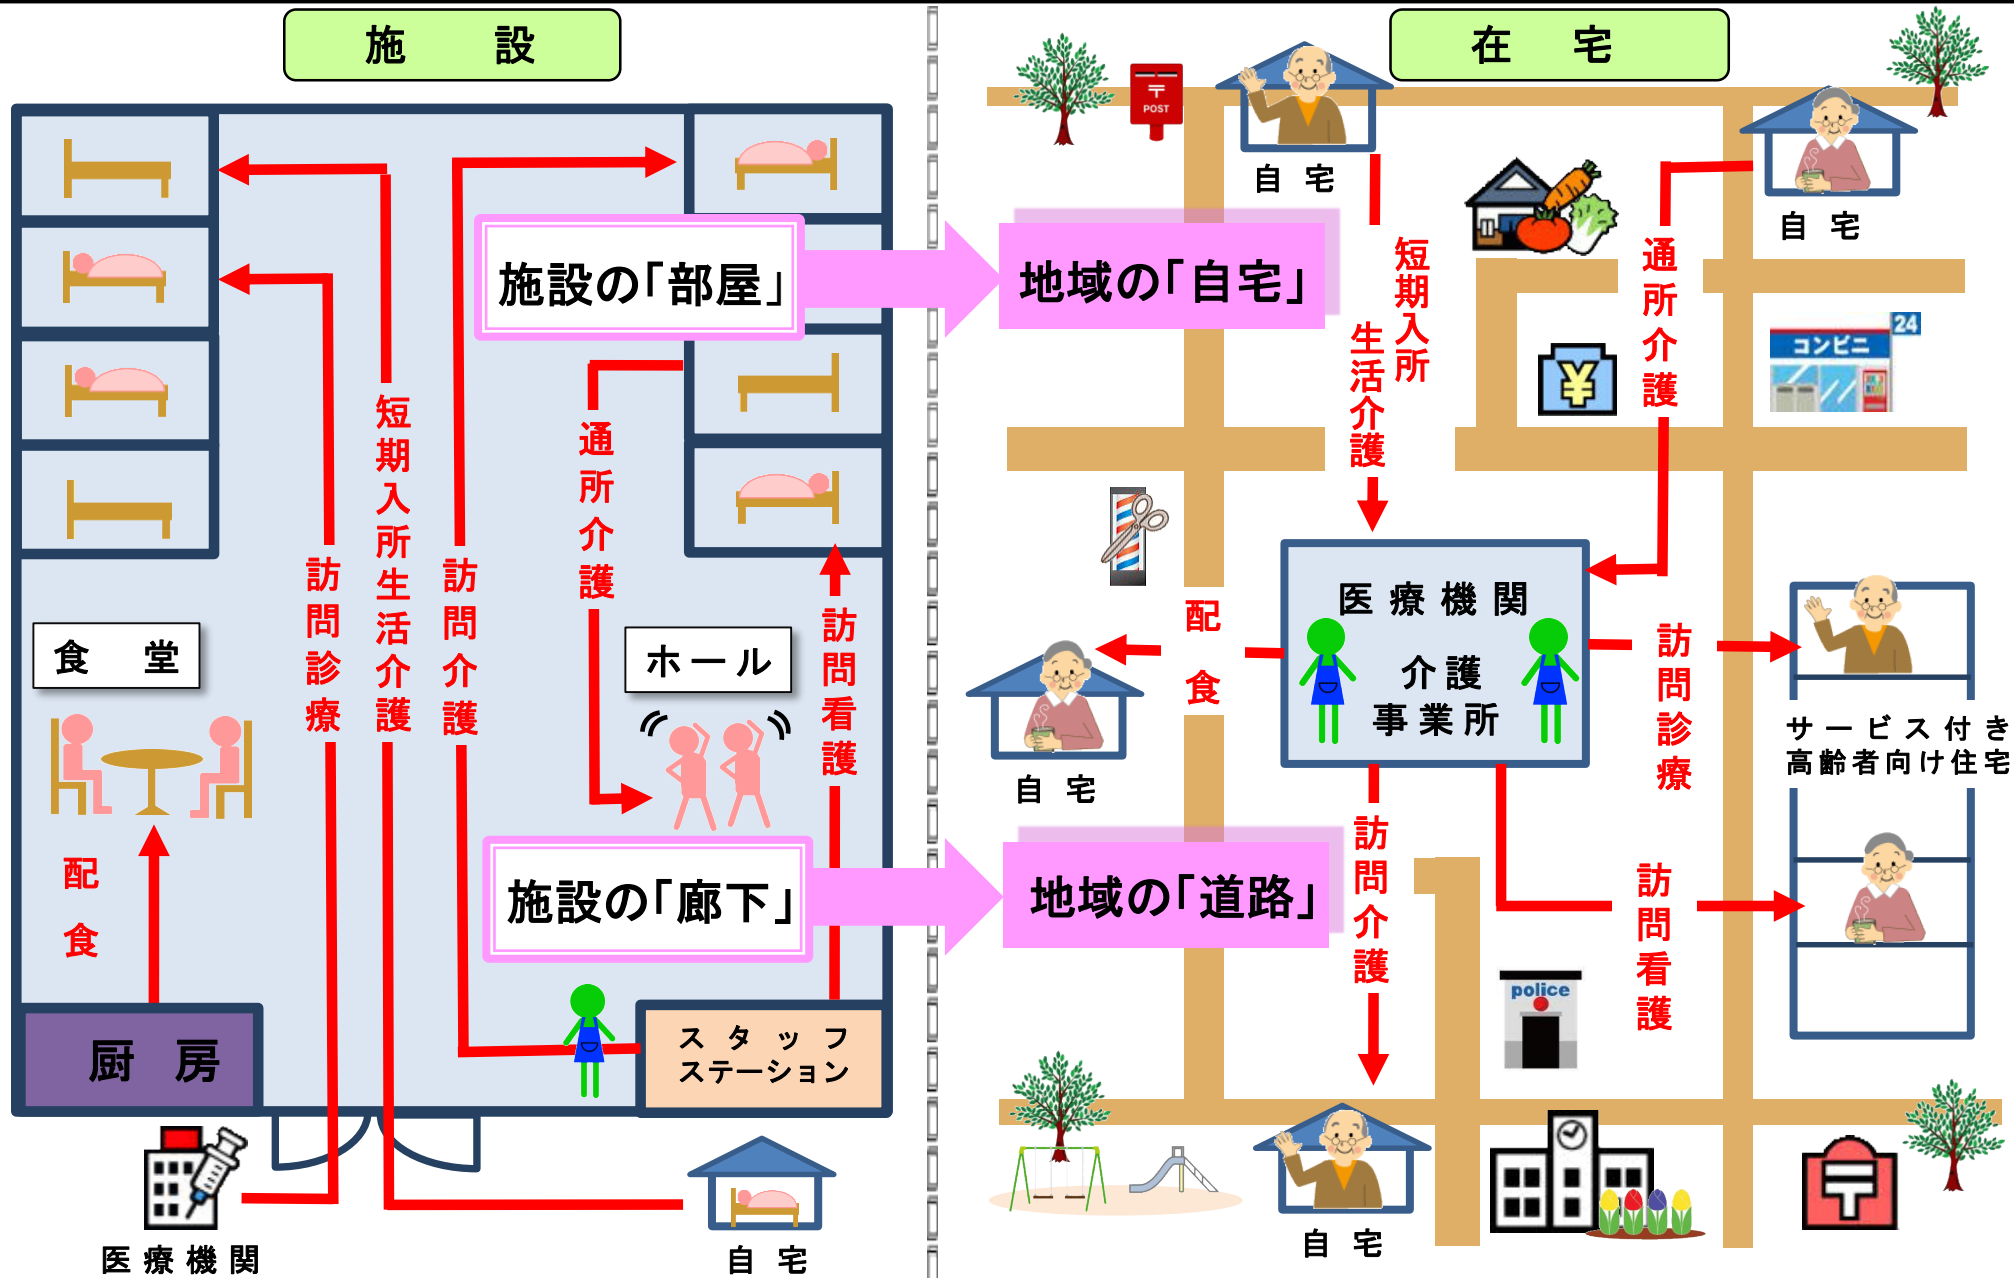 施設
施設の「部屋」
短期入所生活介護
訪問診療
訪問介護
通所介護
訪問看護
食堂
ホール
配食
施設の「廊下」
厨房
スタッフ
ステーション
医療機関
自宅
在宅
POST
自宅
自宅
地域の「自宅」
短期入所
生活介護
通所介護
24
コンビニ
¥
医療機関
介護
事業所
配食
自宅
訪問診療
サービス付き
高齢者向け住宅
地域の「道路」
訪問介護
訪問看護
police
自宅